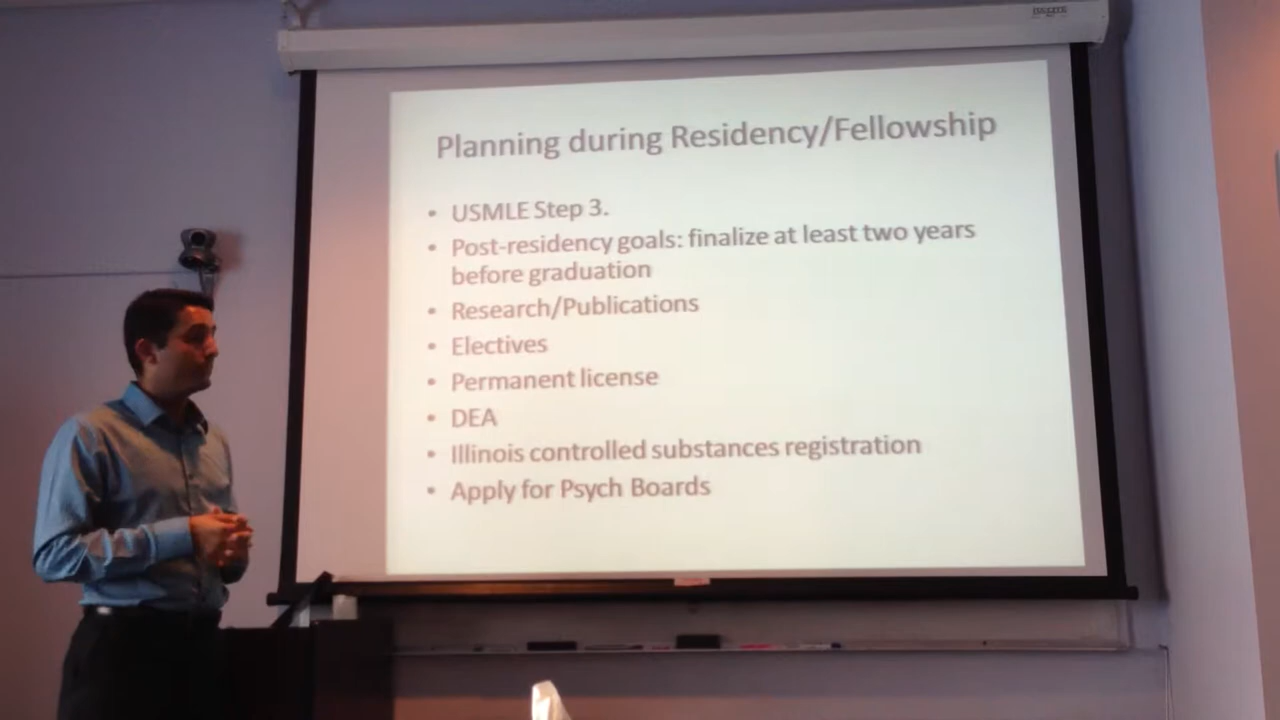 Planning during Residency/Fellowship
• USMLE Step 3.
• Post-residency goals: finalize at least two years
before graduation
• Research/Publications
• Electives
• Permanent license
• DEA
• Illinois controlled substances registration
• Apply for Psych Boards